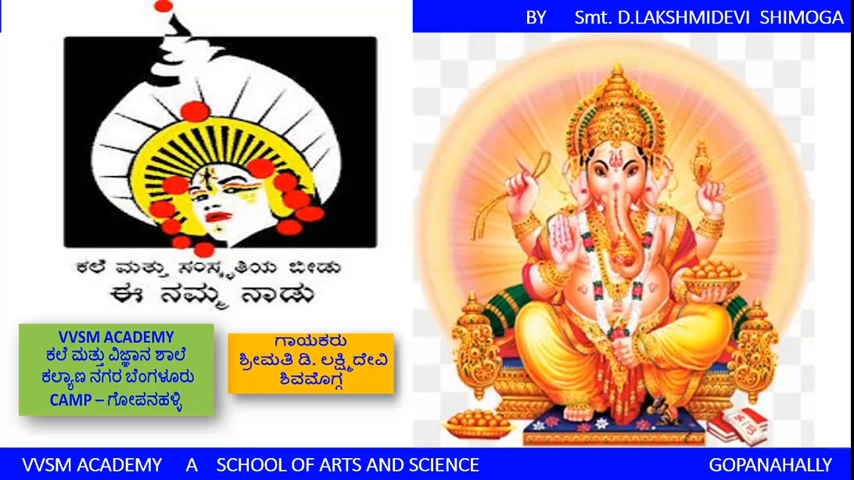 BY Smt. D.LAKSHMIDEVI SHIMOGA
ಕಲೆ ಮತ್ತು ಸಂಸ್ಕೃತಿಯ ಬೀಡು
ಈ ನಮ್ಮ ನಾಡು
VVSM ACADEMY
ಕಲೆ ಮತ್ತು ವಿಜ್ಞಾನ ಶಾಲೆ
ಕಲ್ಯಾಣ ನಗರ ಬೆಂಗಳೂರು
CAMP – ಗೋಪನಹಳ್ಳಿ
ಗಾಯಕರು
ಶ್ರೀಮತಿ ಡಿ. ಲಕ್ಷ್ಮಿದೇವಿ
ಶಿವಮೊಗ್ಗ
VVSM ACADEMY A SCHOOL OF ARTS AND SCIENCE GOPANAHALLY